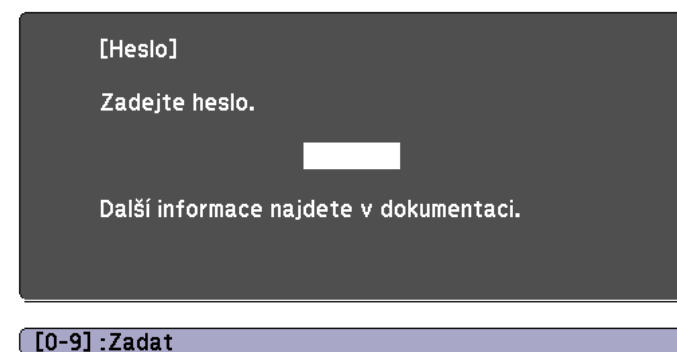 [Heslo]
Zadejte heslo.
Další informace najdete v dokumentaci.
[0-9] :Zadat